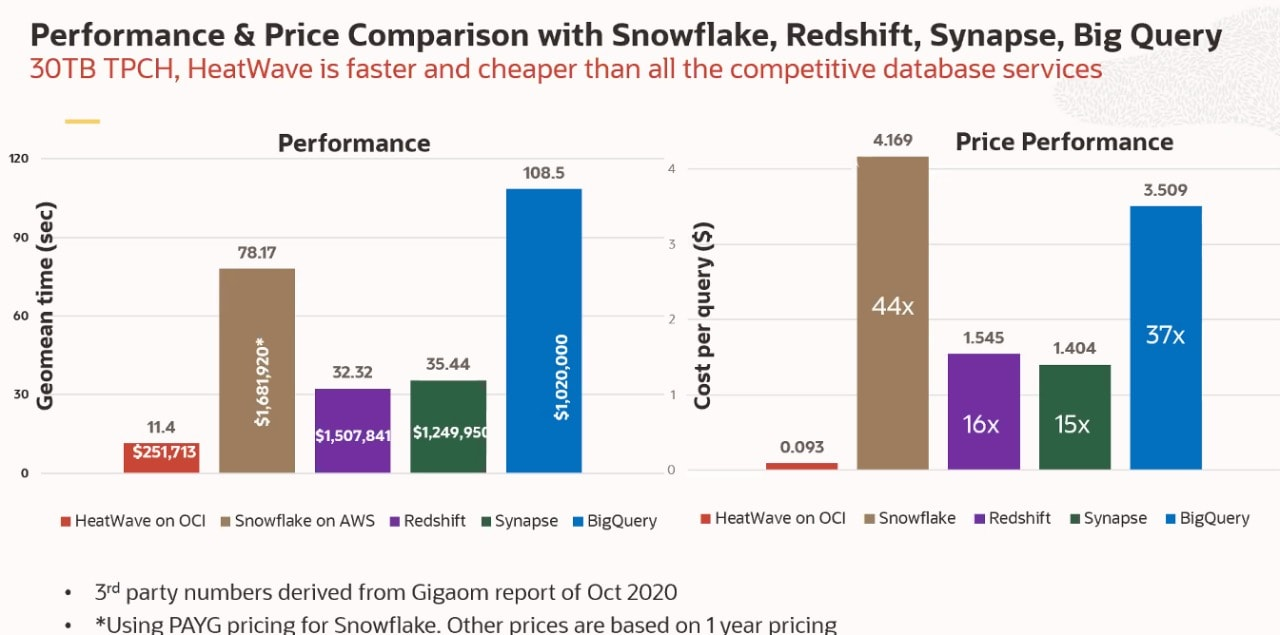 Performance & Price Comparison with Snowflake, Redshift, Synapse, Big Query
30TB TPCH, HeatWave is faster and cheaper than all the competitive database services
Performance
Geomean time (sec)
120
90
60
30
0
11.4
$251,713
78.17
$1,681,920*
32.32
$1,507,841
35.44
$1,249,950
108.5
$1,020,000
HeatWave on OCI Snowflake on AWS Redshift Synapse BigQuery
Price Performance
Cost per query ($)
4
3
2
1
0
0.093
4.169
44x
1.545
16x
1.404
15x
3.509
37x
HeatWave on OCI Snowflake Redshift Synapse BigQuery
• 3rd party numbers derived from Gigaom report of Oct 2020
• *Using PAYG pricing for Snowflake. Other prices are based on 1 year pricing